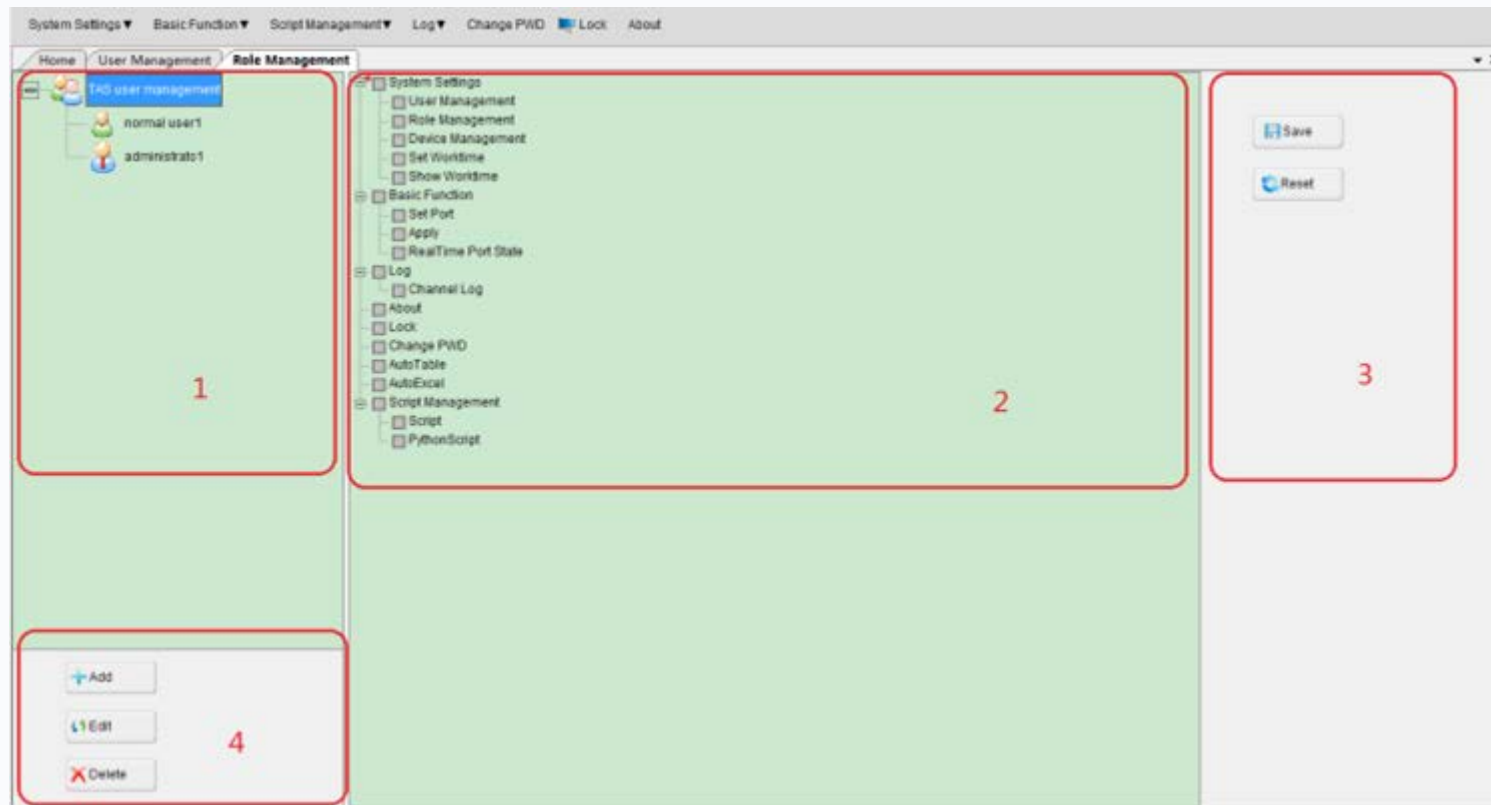 System Settings▼ Basic Function▼ Script Management▼ Log▼ Change PWD Lock About
Home User Management Role Management
TAS user management
normal user1
administrato1
1
System Settings
User Management
Role Management
Device Management
Set Worktime
Show Worktime
Basic Function
Set Port
Apply
RealTime Port State
Log
Channel Log
About
Lock
Change PWD
AutoTable
AutoExcel
Script Management
Script
PythonScript
2
Save
Reset
3
Add
Edit
Delete
4